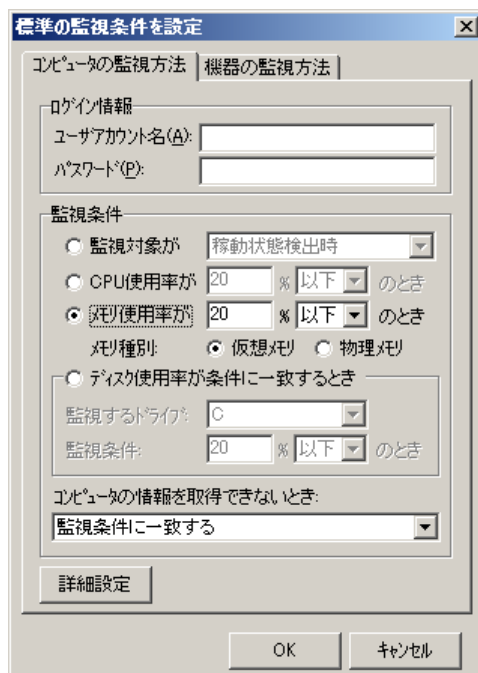 標準の監視条件を設定
コンピュータの監視方法 機器の監視方法
ログイン情報
ユーザアカウント名(A):
パスワード(P):
監視条件
監視対象が 稼動状態検出時
CPU使用率が 20 % 以下 のとき
メモリ使用率が 20 % 以下 のとき
メモリ種別: 仮想メモリ 物理メモリ
ディスク使用率が条件に一致するとき
監視するドライブ: C
監視条件: 20 % 以下 のとき
コンピュータの情報を取得できないとき:
監視条件に一致する
詳細設定
OK キャンセル